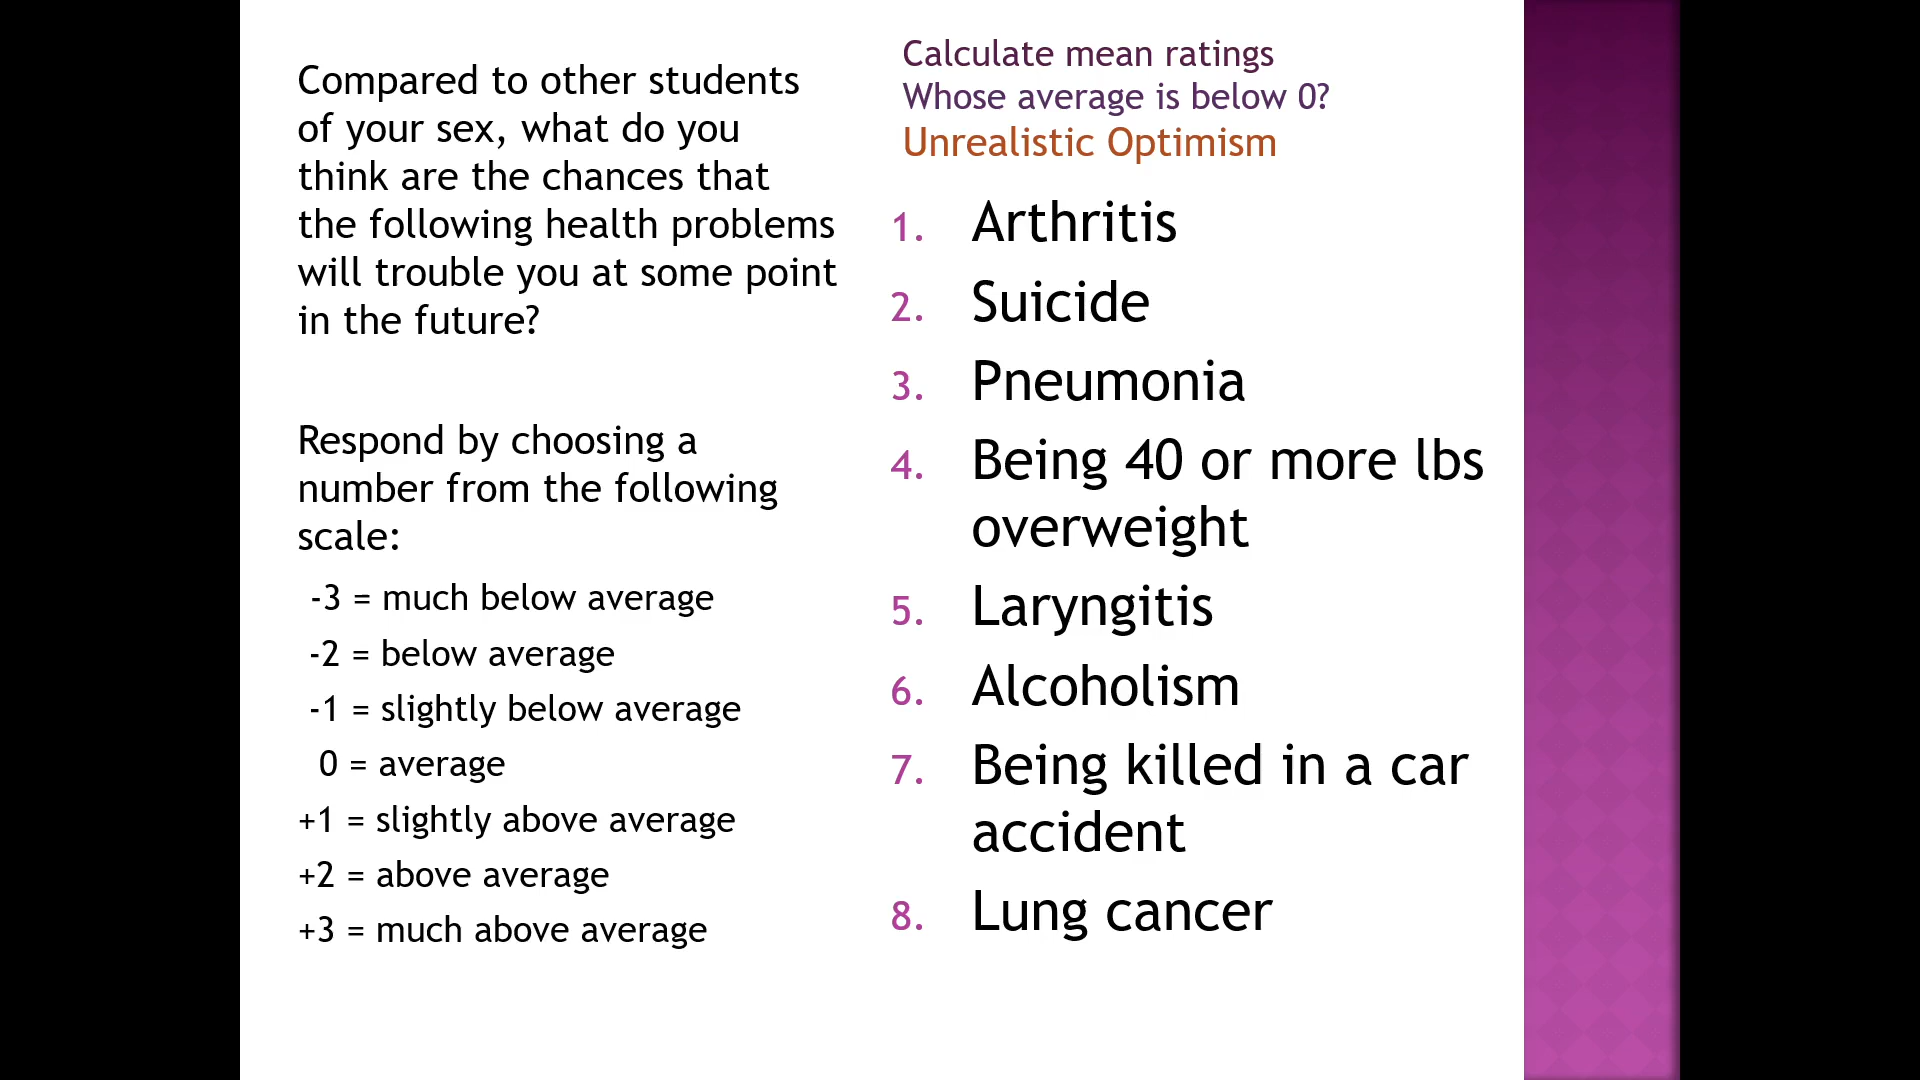 Compared to other students
of your sex, what do you
think are the chances that
the following health problems
will trouble you at some point
in the future?
Respond by choosing a
number from the following
scale:
-3 = much below average
-2 = below average
-1 = slightly below average
0 = average
+1 = slightly above average
+2 = above average
+3 = much above average
Calculate mean ratings
Whose average is below 0?
Unrealistic Optimism
1. Arthritis
2. Suicide
3. Pneumonia
4. Being 40 or more lbs
overweight
5. Laryngitis
6. Alcoholism
7. Being killed in a car
accident
8. Lung cancer